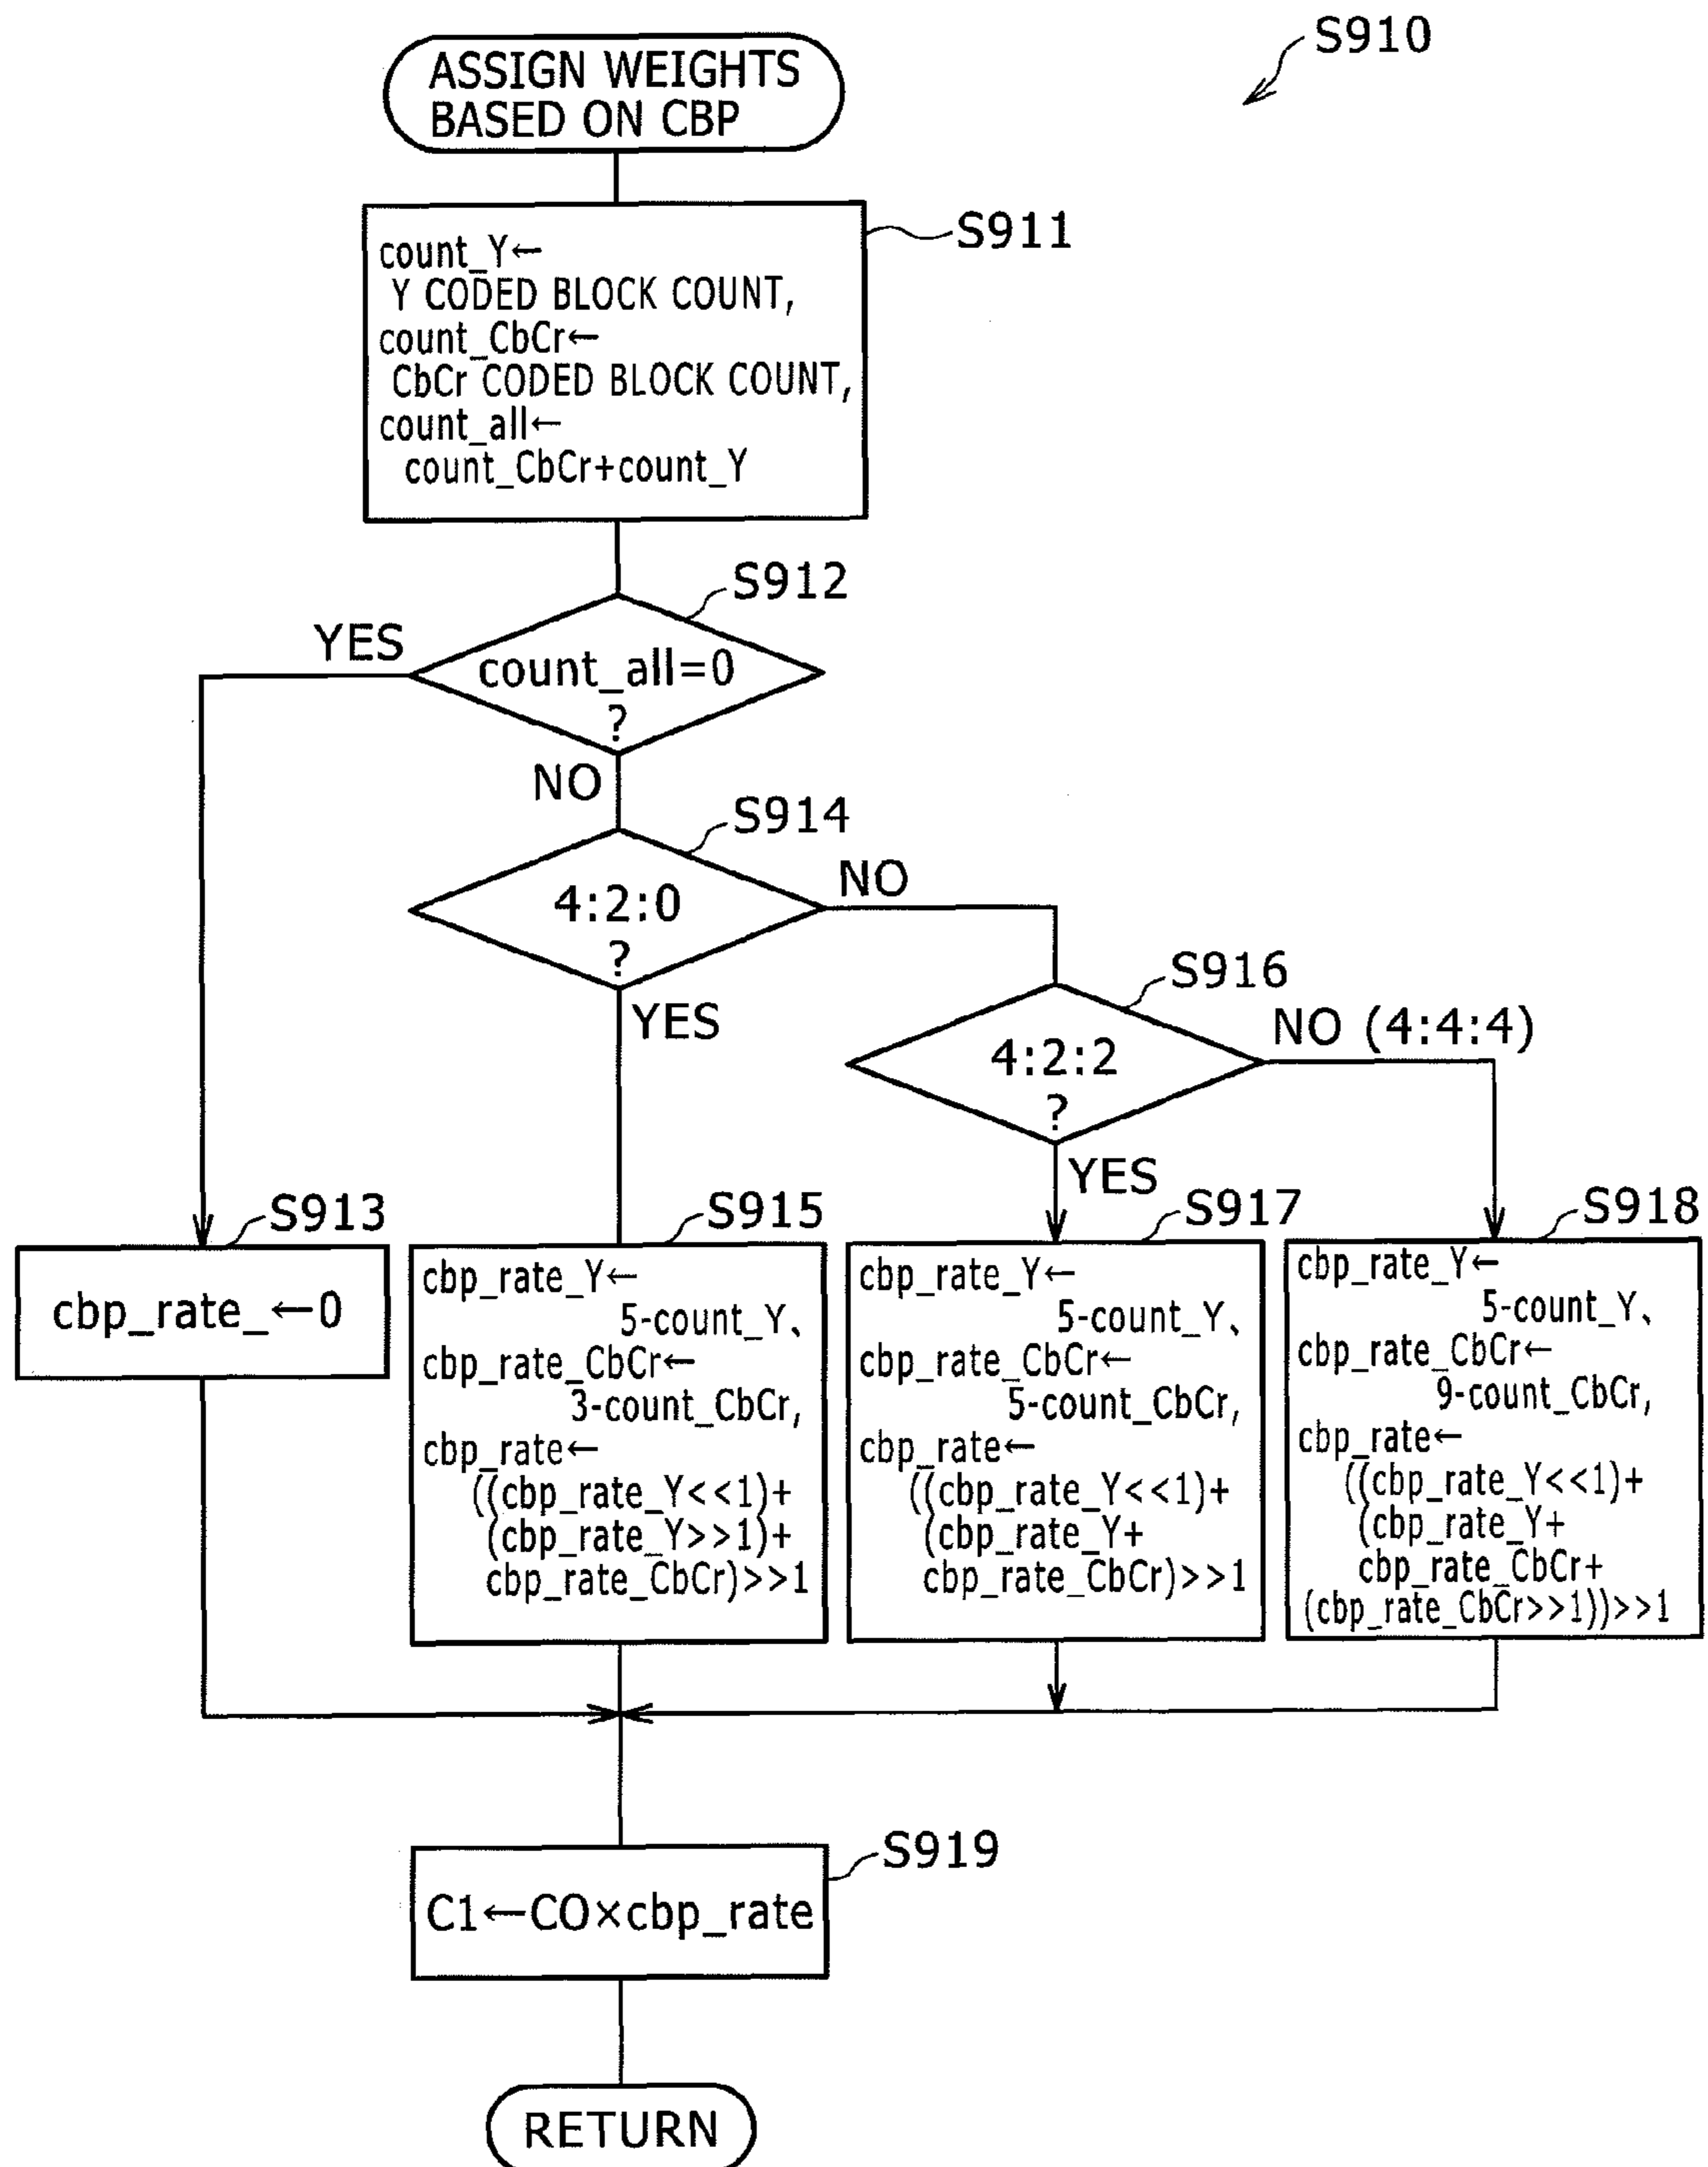 S910
ASSIGN WEIGHTS
BASED ON CBP
S911
count_Y←
Y CODED BLOCK COUNT,
count_CbCr←
CbCr CODED BLOCK COUNT,
count_all←
count_CbCr+count_Y
S912
YES
count_all=0
?
NO
S914
4:2:0
?
NO
YES
S916
4:2:2
?
NO (4:4:4)
YES
S913
cbp_rate_←0
S915
cbp_rate_Y←
5-count_Y、
cbp_rate_CbCr←
3-count_CbCr,
cbp_rate←
((cbp_rate_Y<<1)+
(cbp_rate_Y>>1)+
cbp_rate_CbCr)>>1
S917
cbp_rate_Y←
5-count_Y、
cbp_rate_CbCr←
5-count_CbCr,
cbp_rate←
((cbp_rate_Y<<1)+
(cbp_rate_Y+
cbp_rate_CbCr)>>1
S918
cbp_rate_Y←
5-count_Y、
cbp_rate_CbCr←
9-count_CbCr,
cbp_rate←
((cbp_rate_Y<<1)+
(cbp_rate_Y+
cbp_rate_CbCr+
(cbp_rate_CbCr>>1))>>1
S919
C1←CO×cbp_rate
RETURN